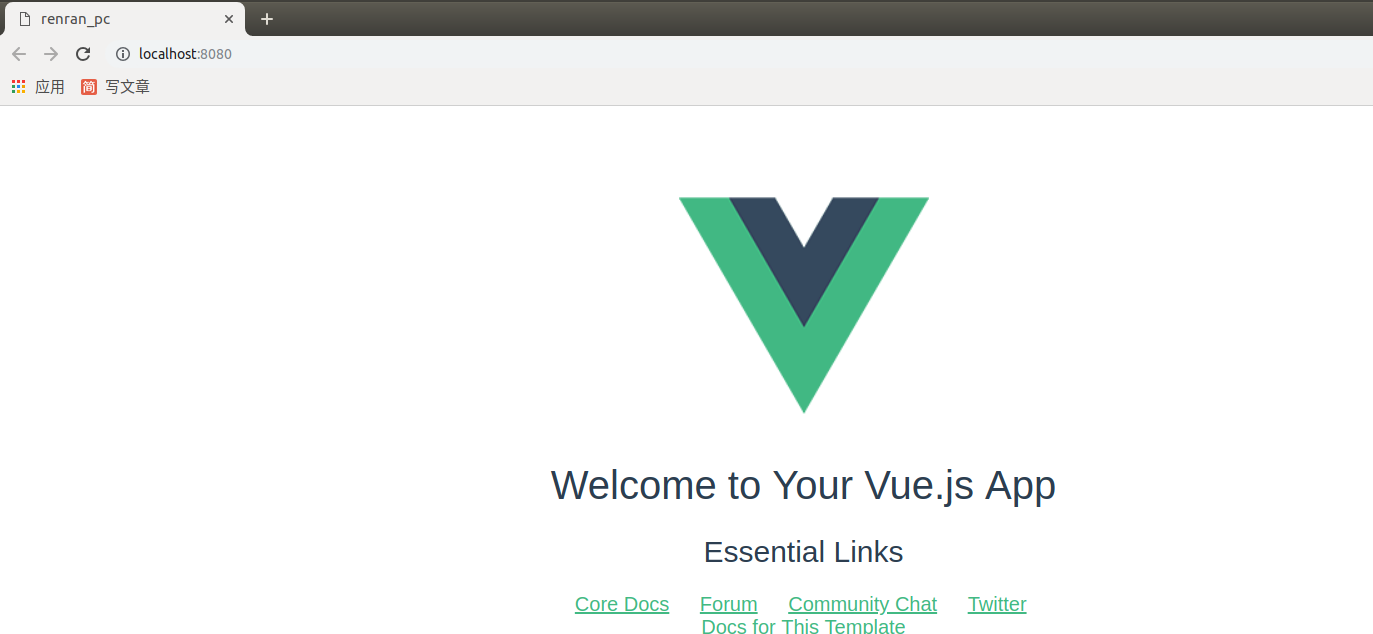 renran_pc
localhost:8080
应用 简 写文章
Welcome to Your Vue.js App
Essential Links
Core Docs Forum Community Chat Twitter
Docs for This Template